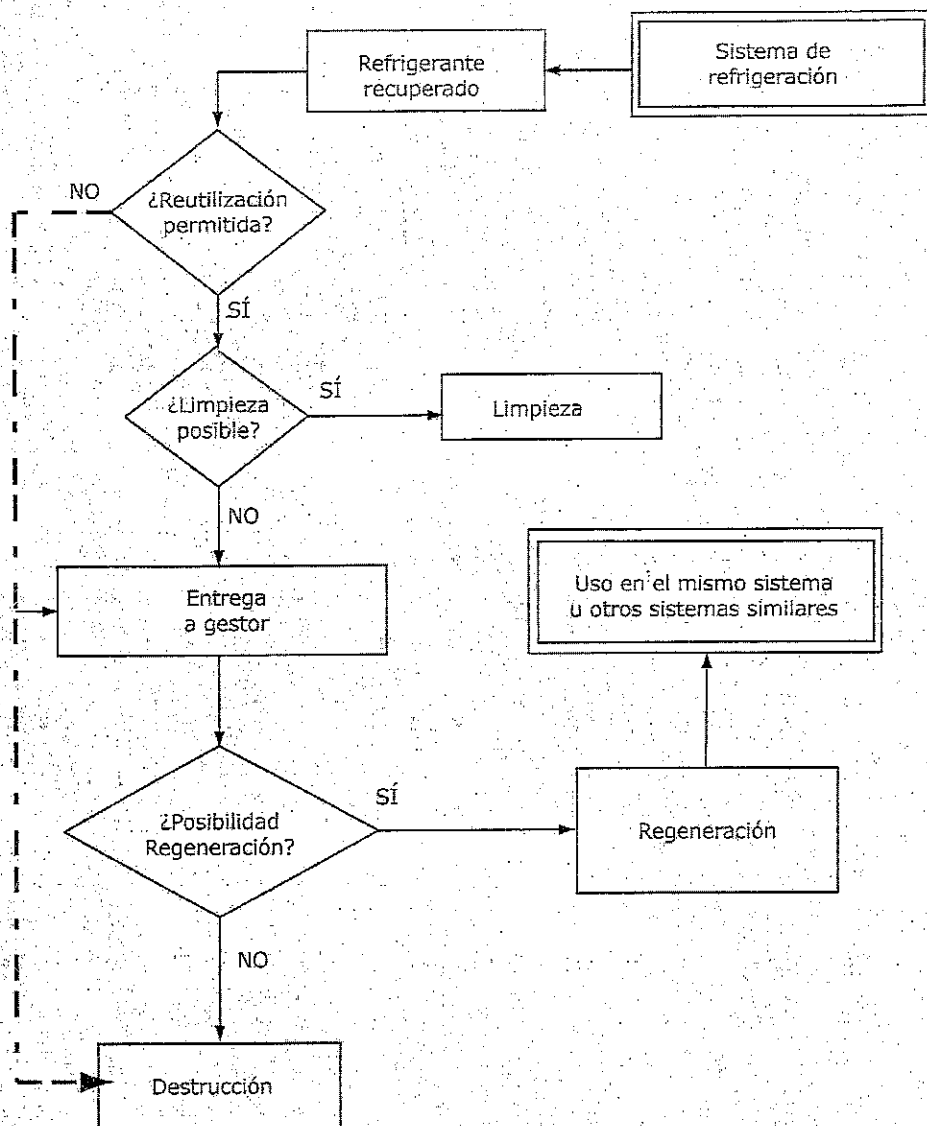 Refrigerante
recuperado
Sistema de
refrigeración
NO
¿Reutilización
permitida?
SÍ
¿Limpieza
posible?
SÍ
Limpieza
NO
Entrega
a gestor
Uso en el mismo sistema
u otros sistemas similares
¿Posibilidad
Regeneración?
SÍ
Regeneración
NO
Destrucción